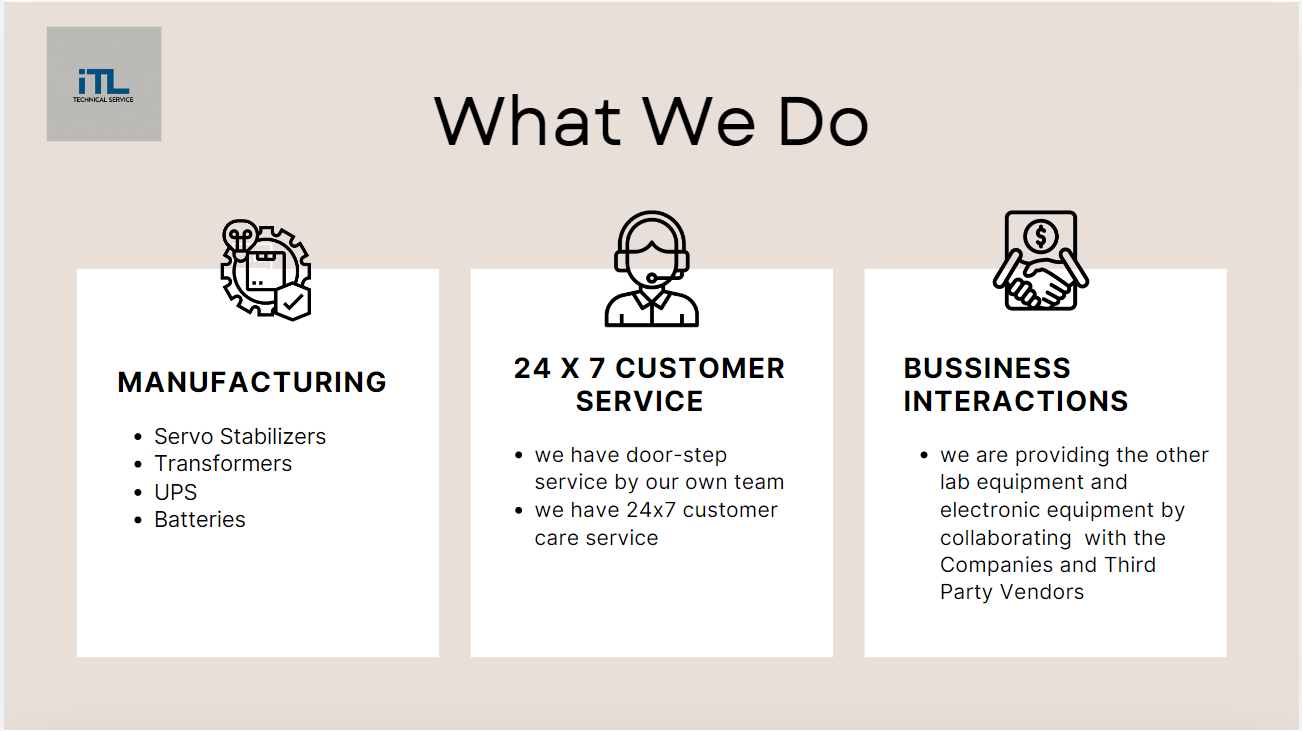 iTL
TECHNICAL SERVICE
What We Do
$
MANUFACTURING
• Servo Stabilizers
• Transformers
• UPS
• Batteries
24 X 7 CUSTOMER
SERVICE
• we have door-step
service by our own team
• we have 24x7 customer
care service
BUSSINESS
INTERACTIONS
• we are providing the other
lab equipment and
electronic equipment by
collaborating  with the
Companies and Third
Party Vendors